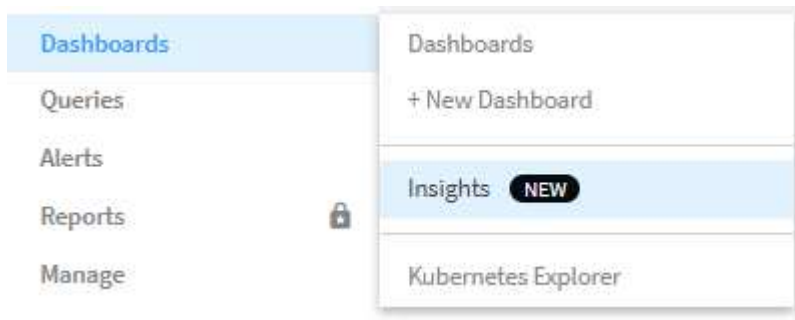 Dashboards
Queries
Alerts
Reports
Manage
Dashboards
+ New Dashboard
Insights NEW
Kubernetes Explorer